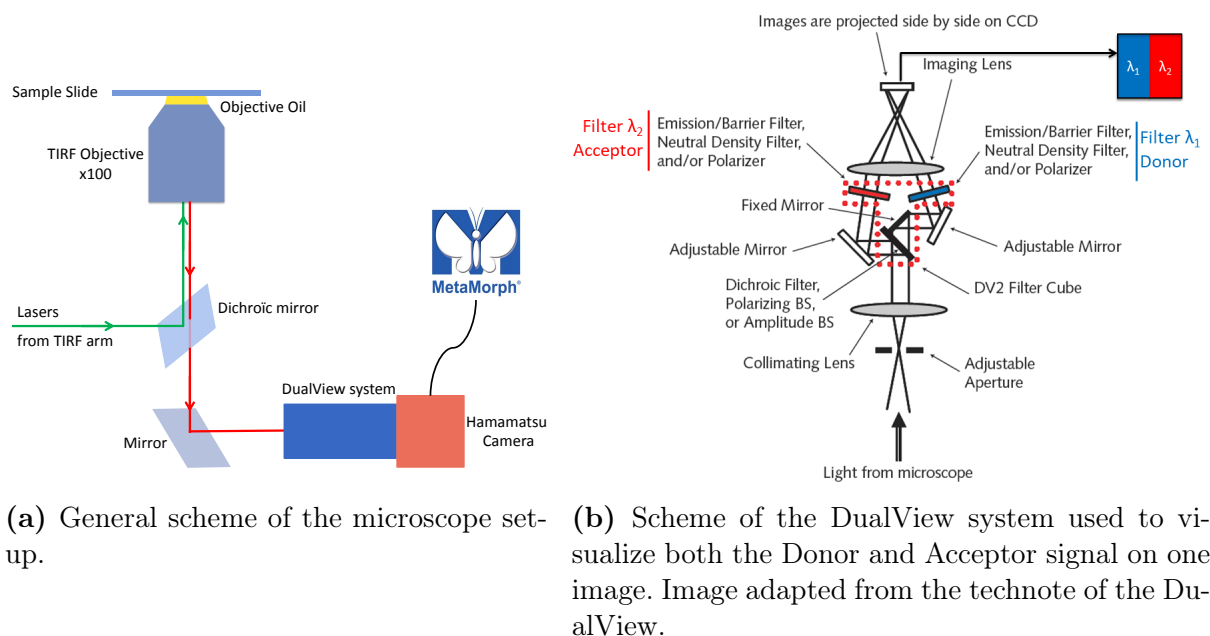 Sample Slide
Objective Oil
TIRF Objective
x100
Lasers
from TIRF arm
Dichroïc mirror
MetaMorph®
DualView system
Mirror
Hamamatsu
Camera
(a) General scheme of the microscope set-
up.
Images are projected side by side on CCD
Imaging Lens
λ1
λ2
Filter λ2
Acceptor
Emission/Barrier Filter,
Neutral Density Filter,
and/or Polarizer
Emission/Barrier Filter,
Neutral Density Filter,
and/or Polarizer
Filter λ1
Donor
Fixed Mirror
Adjustable Mirror
Adjustable Mirror
Dichroic Filter,
Polarizing BS,
or Amplitude BS
DV2 Filter Cube
Collimating Lens
Adjustable
Aperture
Light from microscope
(b) Scheme of the DualView system used to vi-
sualize both the Donor and Acceptor signal on one
image. Image adapted from the technote of the Du-
alView.